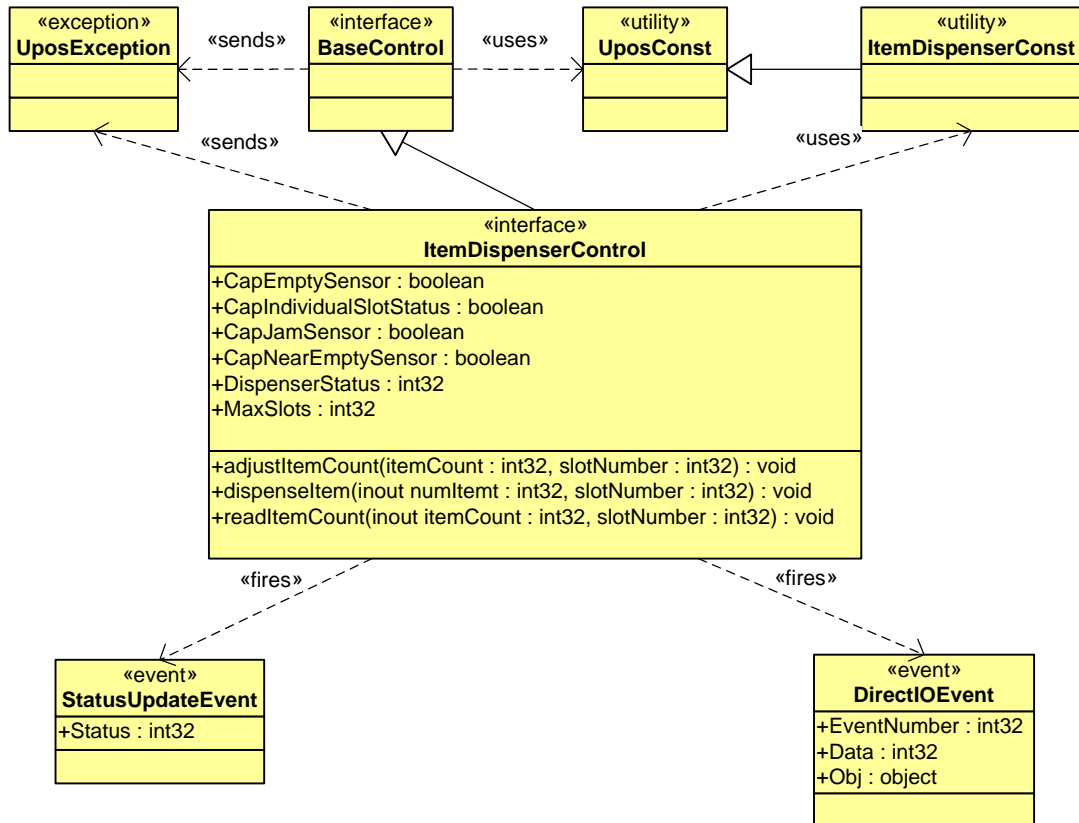 «exception»
UposException
«sends»
«interface»
BaseControl
«uses»
«utility»
UposConst
«utility»
ItemDispenserConst
«sends»
«uses»
«interface»
ItemDispenserControl
+CapEmptySensor : boolean
+CapIndividualSlotStatus : boolean
+CapJamSensor : boolean
+CapNearEmptySensor : boolean
+DispenserStatus : int32
+MaxSlots : int32
+adjustItemCount(itemCount : int32, slotNumber : int32) : void
+dispenseItem(inout numItemt : int32, slotNumber : int32) : void
+readItemCount(inout itemCount : int32, slotNumber : int32) : void
«fires»
«fires»
«event»
StatusUpdateEvent
+Status : int32
«event»
DirectIOEvent
+EventNumber : int32
+Data : int32
+Obj : object